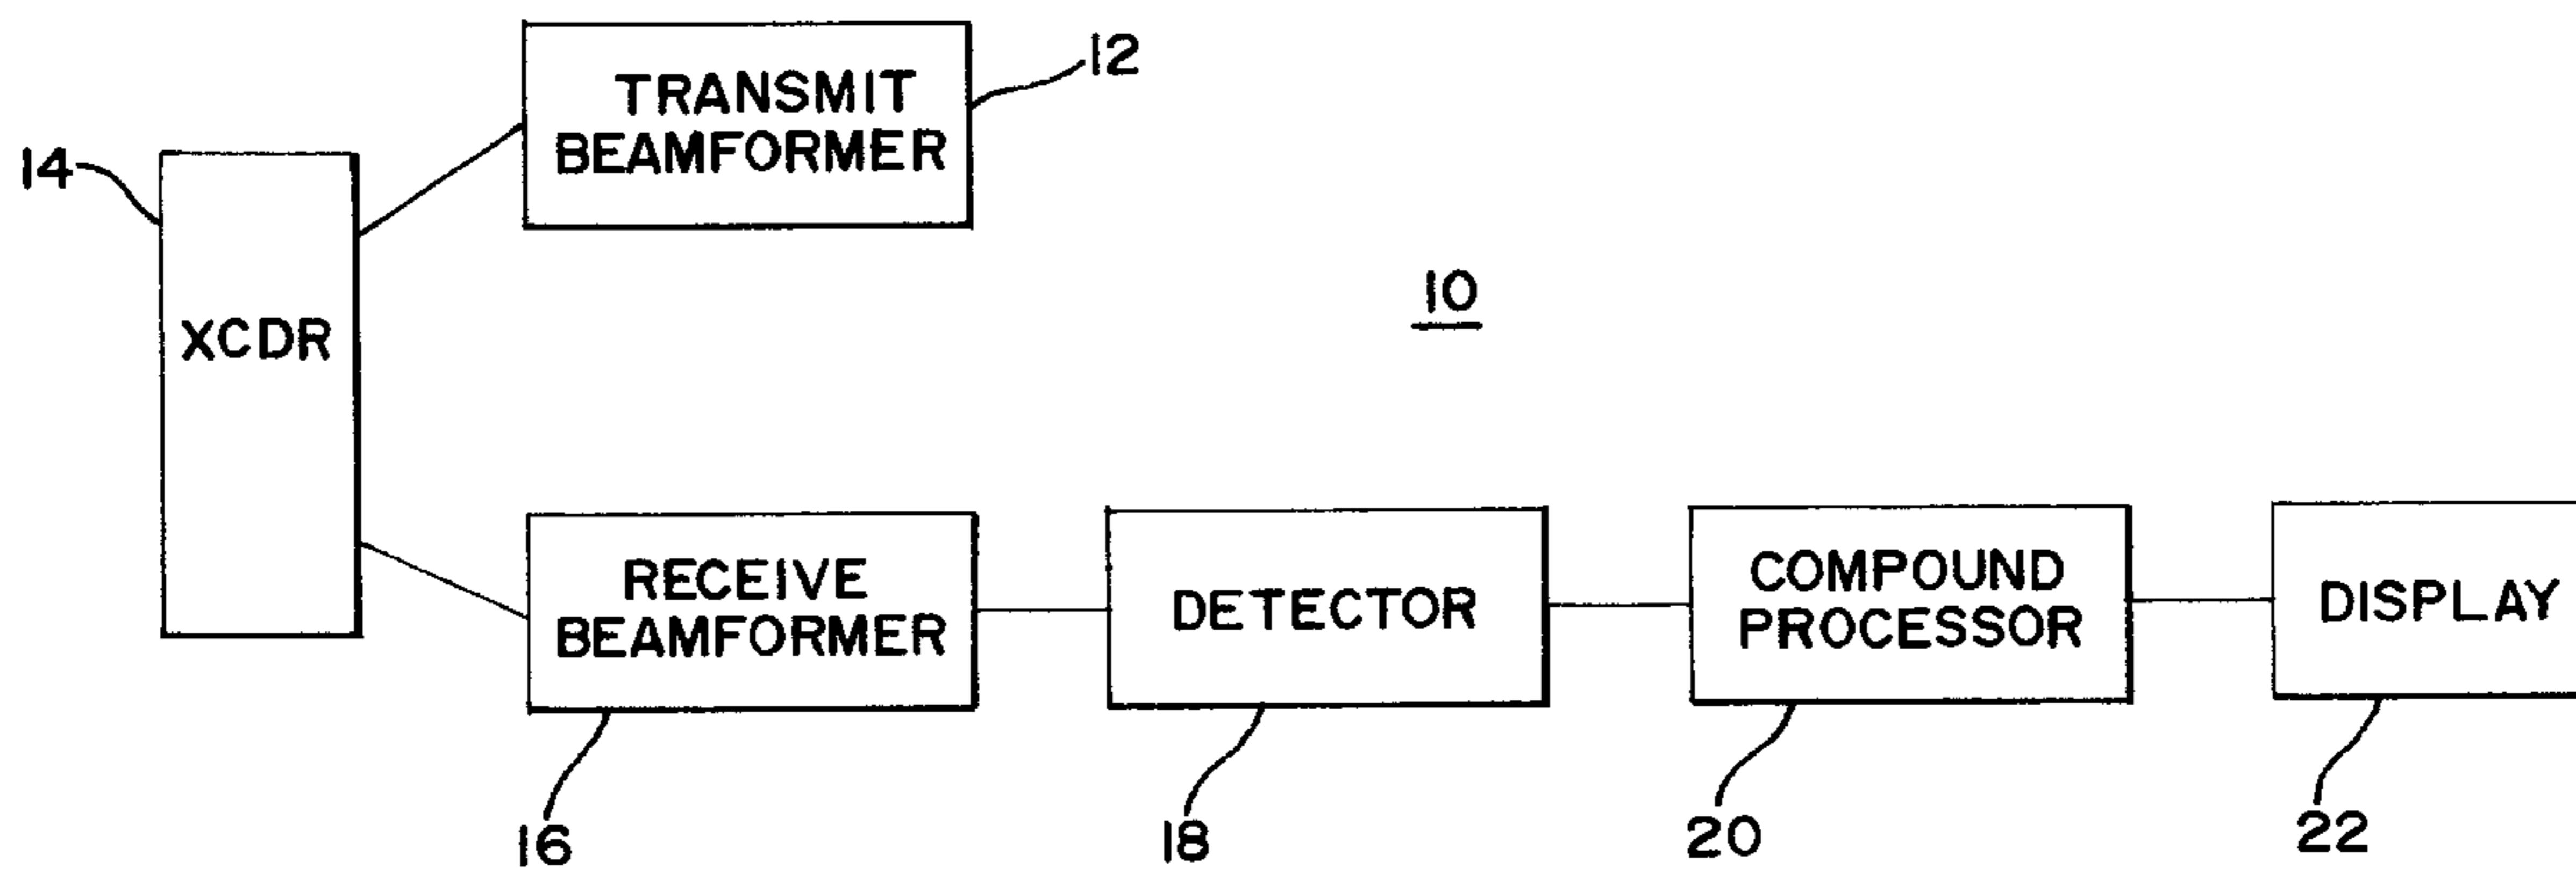 TRANSMIT
BEAMFORMER
12
14
XCDR
10
RECEIVE
BEAMFORMER
DETECTOR
COMPOUND
PROCESSOR
DISPLAY
16
18
20
22